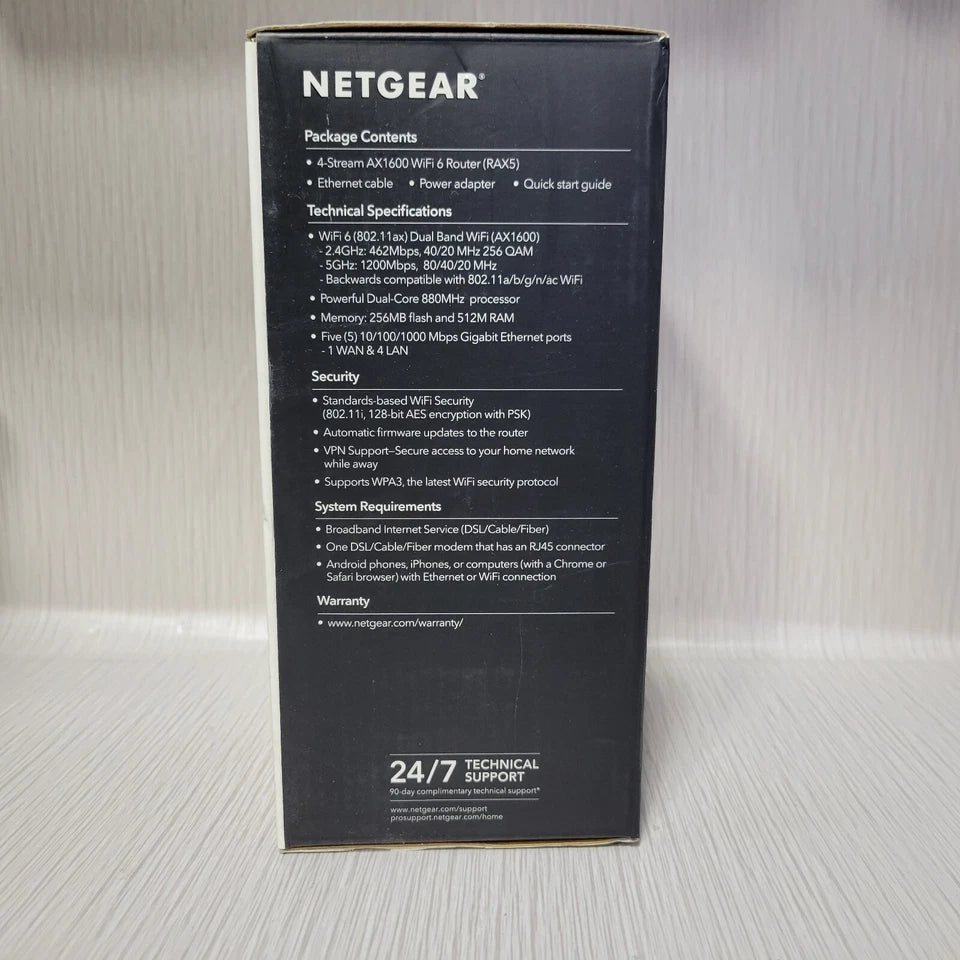 NETGEAR®
Package Contents
• 4-Stream AX1600 WiFi 6 Router (RAX5)
• Ethernet cable • Power adapter • Quick start guide
Technical Specifications
• WiFi 6 (802.11ax) Dual Band WiFi (AX1600)
- 2.4GHz: 462Mbps, 40/20 MHz 256 QAM
- 5GHz: 1200Mbps, 80/40/20 MHz
- Backwards compatible with 802.11a/b/g/n/ac WiFi
• Powerful Dual-Core 880MHz processor
• Memory: 256MB flash and 512M RAM
• Five (5) 10/100/1000 Mbps Gigabit Ethernet ports
- 1 WAN & 4 LAN
Security
• Standards-based WiFi Security
(802.11i, 128-bit AES encryption with PSK)
• Automatic firmware updates to the router
• VPN Support—Secure access to your home network
while away
• Supports WPA3, the latest WiFi security protocol
System Requirements
• Broadband Internet Service (DSL/Cable/Fiber)
• One DSL/Cable/Fiber modem that has an RJ45 connector
• Android phones, iPhones, or computers (with a Chrome or
Safari browser) with Ethernet or WiFi connection
Warranty
• www.netgear.com/warranty/
24/7 TECHNICAL
SUPPORT
90-day complimentary technical support*
www.netgear.com/support
prosupport.netgear.com/home